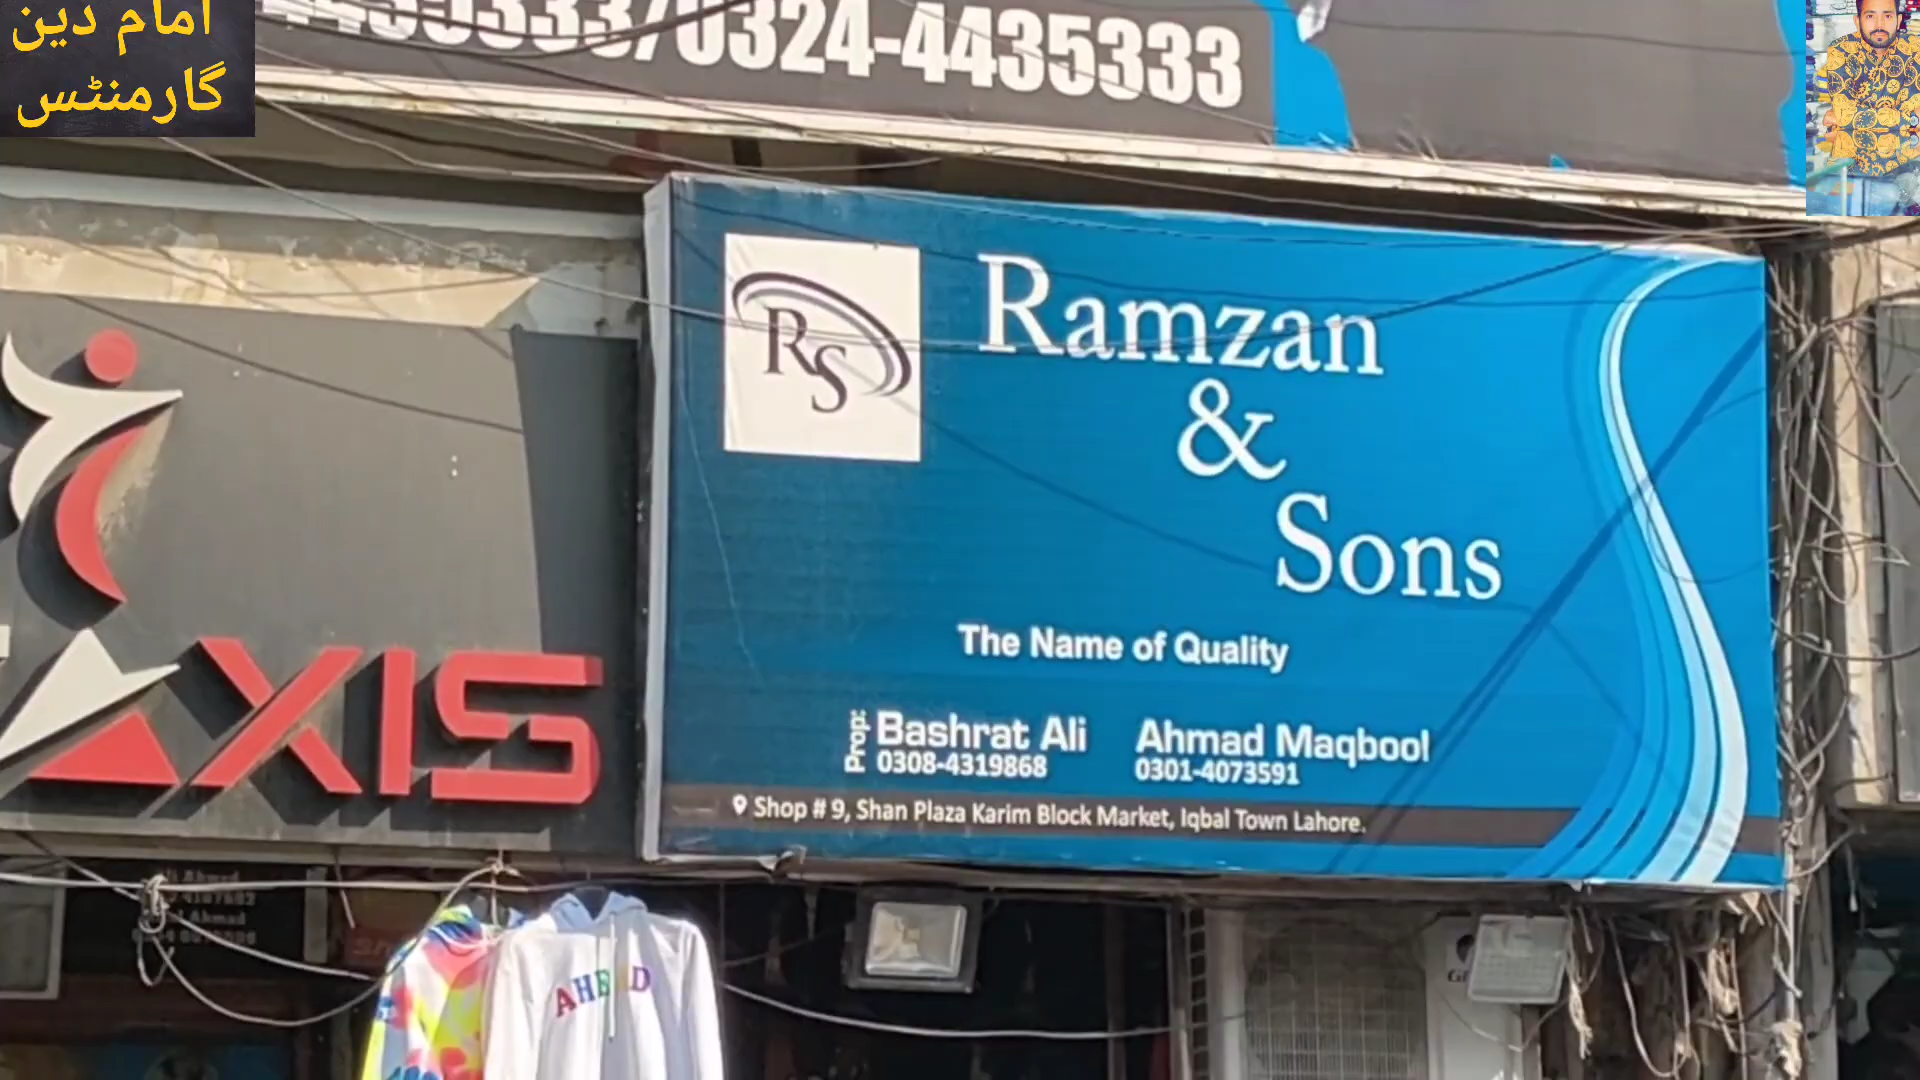 امام دین
گارمنٹس
0324-4435333
RS
Ramzan
&
Sons
The Name of Quality
Prop:
Bashrat Ali
0308-4319868
Ahmad Maqbool
0301-4073591
Shop # 9, Shan Plaza Karim Block Market, Iqbal Town Lahore.
AXIS